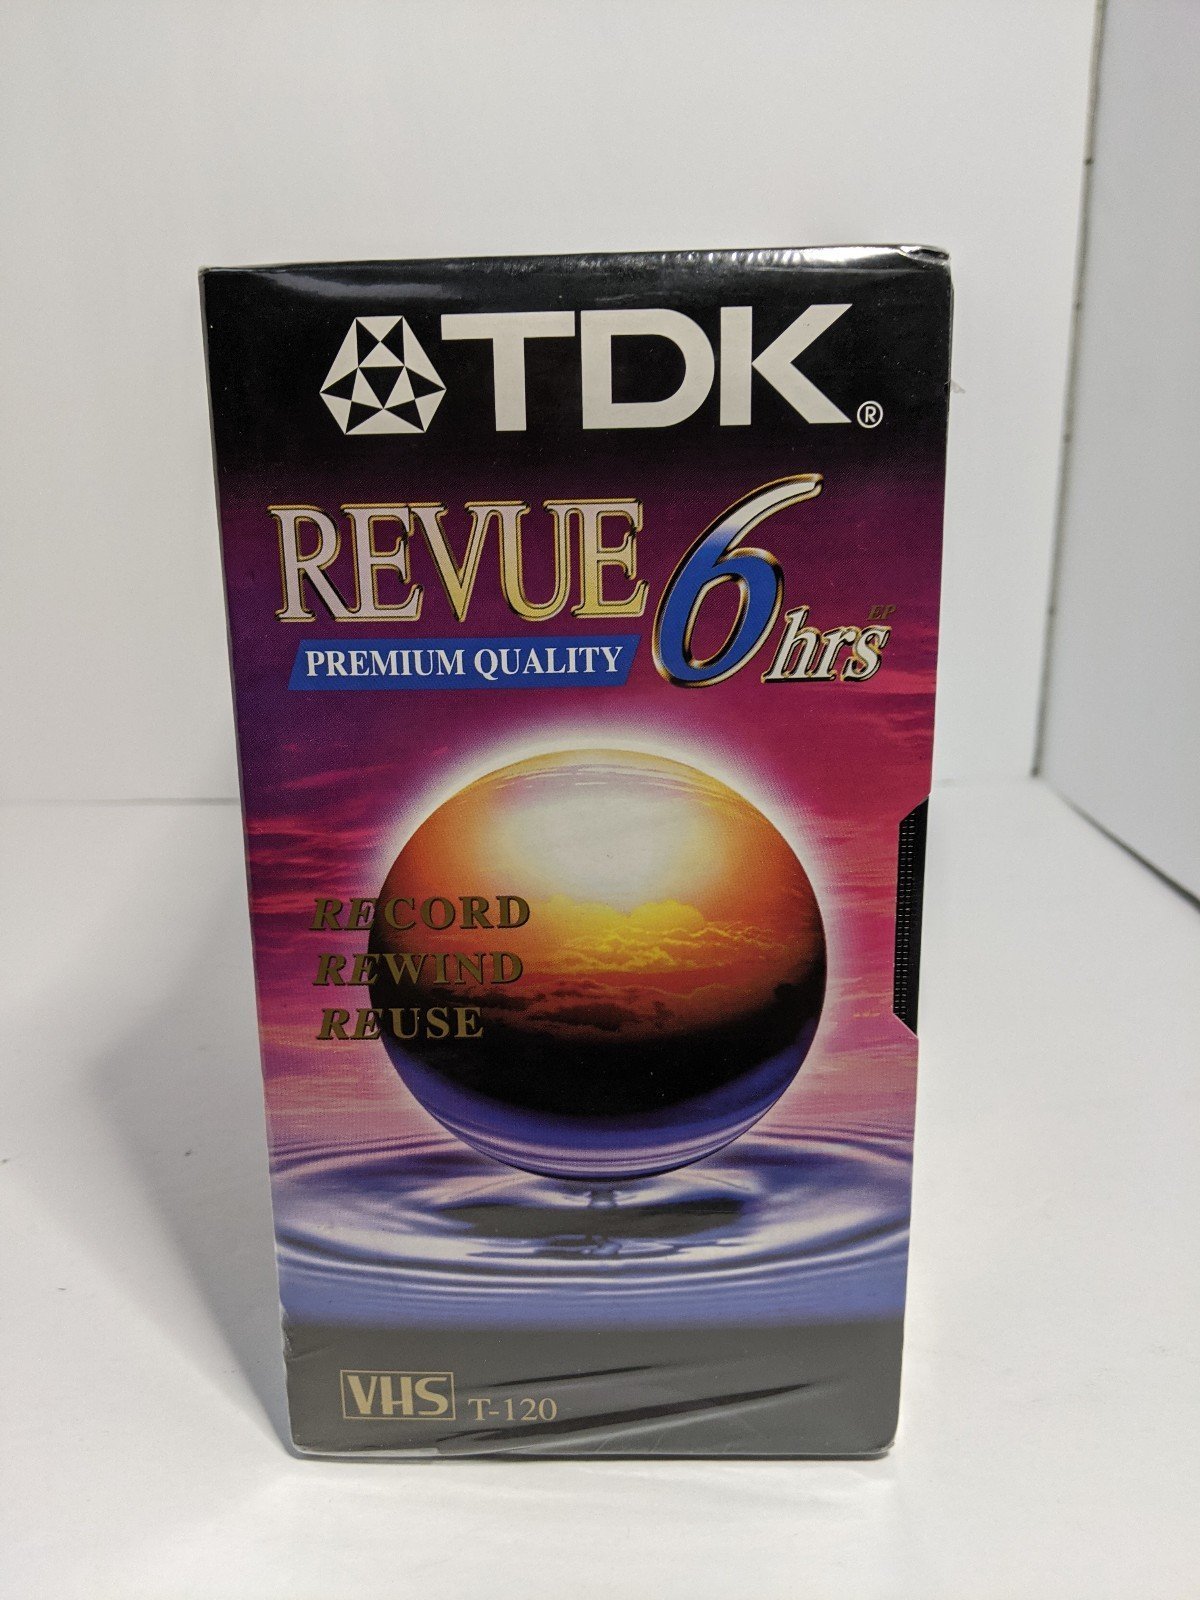 TDK®
REVUE 6 hrs EP
PREMIUM QUALITY
RECORD
REWIND
REUSE
VHS T-120